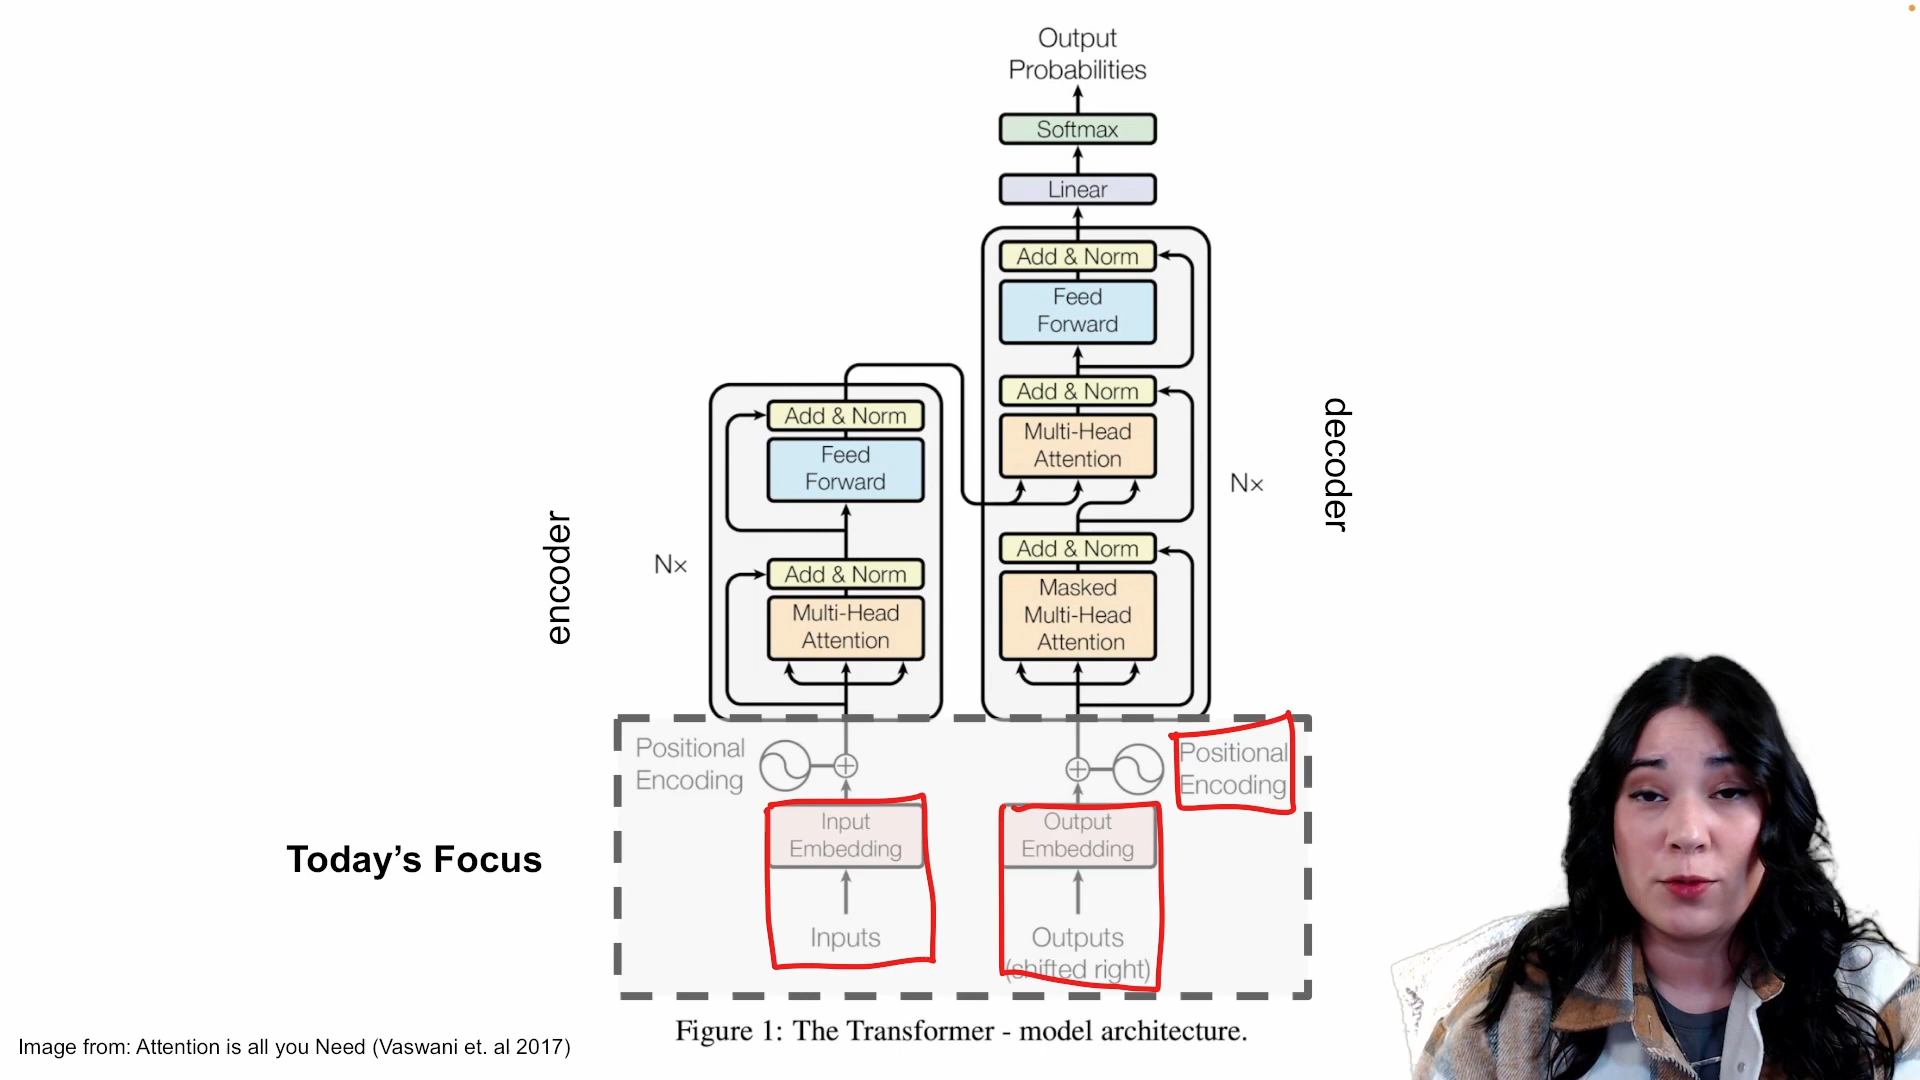 Output
Probabilities
Softmax
Linear
Add & Norm
Feed
Forward
Add & Norm
Multi-Head
Attention
Add & Norm
Masked
Multi-Head
Attention
Nx
decoder
Add & Norm
Feed
Forward
Add & Norm
Multi-Head
Attention
Nx
encoder
Positional
Encoding
Input
Embedding
Inputs
Positional
Encoding
Output
Embedding
Outputs
(shifted right)
Today’s Focus
Figure 1: The Transformer - model architecture.
Image from: Attention is all you Need (Vaswani et. al 2017)